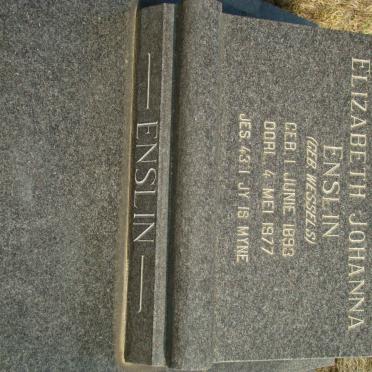 ELIZABETH JOHANNA
ENSLIN
(GEB WESSELS)
GEB. 1 JUNIE 1893
OORL. 4 MEI 1977
JES 43:1 JY IS MYNE
— ENSLIN —